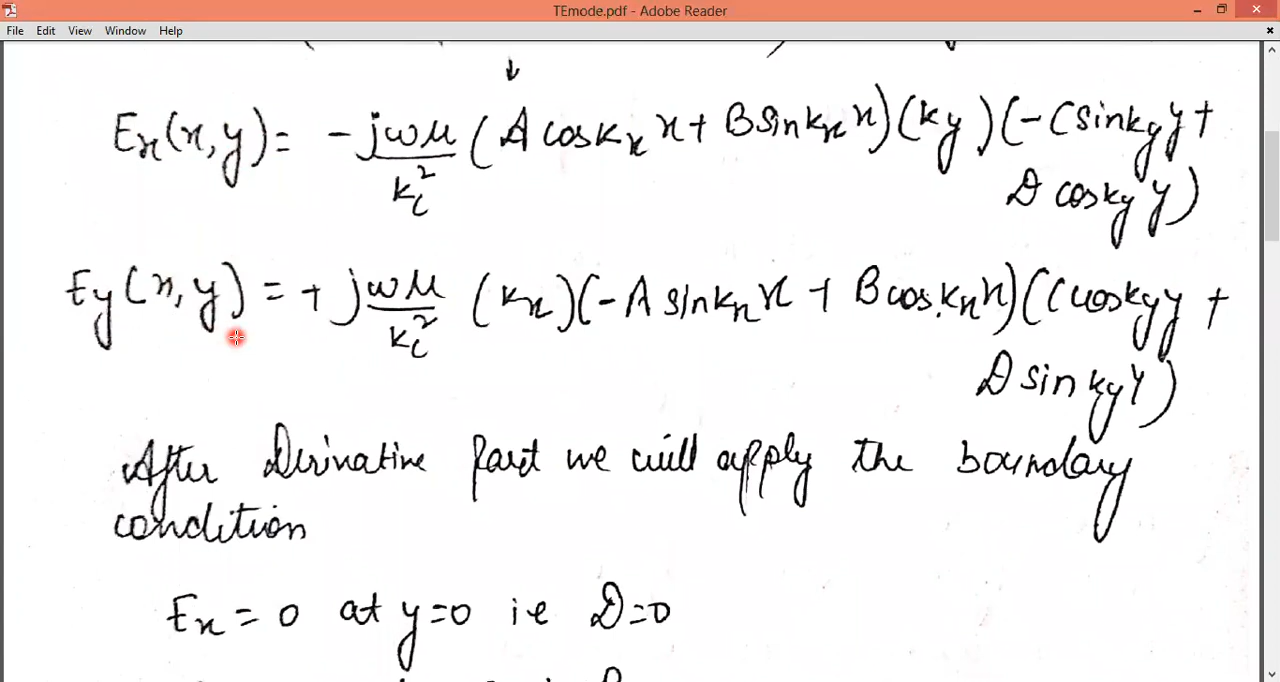 TEmode.pdf - Adobe Reader
File Edit View Window Help
Ex(x,y)= -jωμ/kc² (A cos kx x + B sin kx x)(ky)(-C sin ky y +
D cos ky y)
Ey(x,y) = + jωμ/kc² (kx)(-A sin kx x + B cos kx x)(C cos ky y +
D sin ky y)
After Derivative part we will apply the boundary
condition
Ex = 0 at y=0 ie D=0